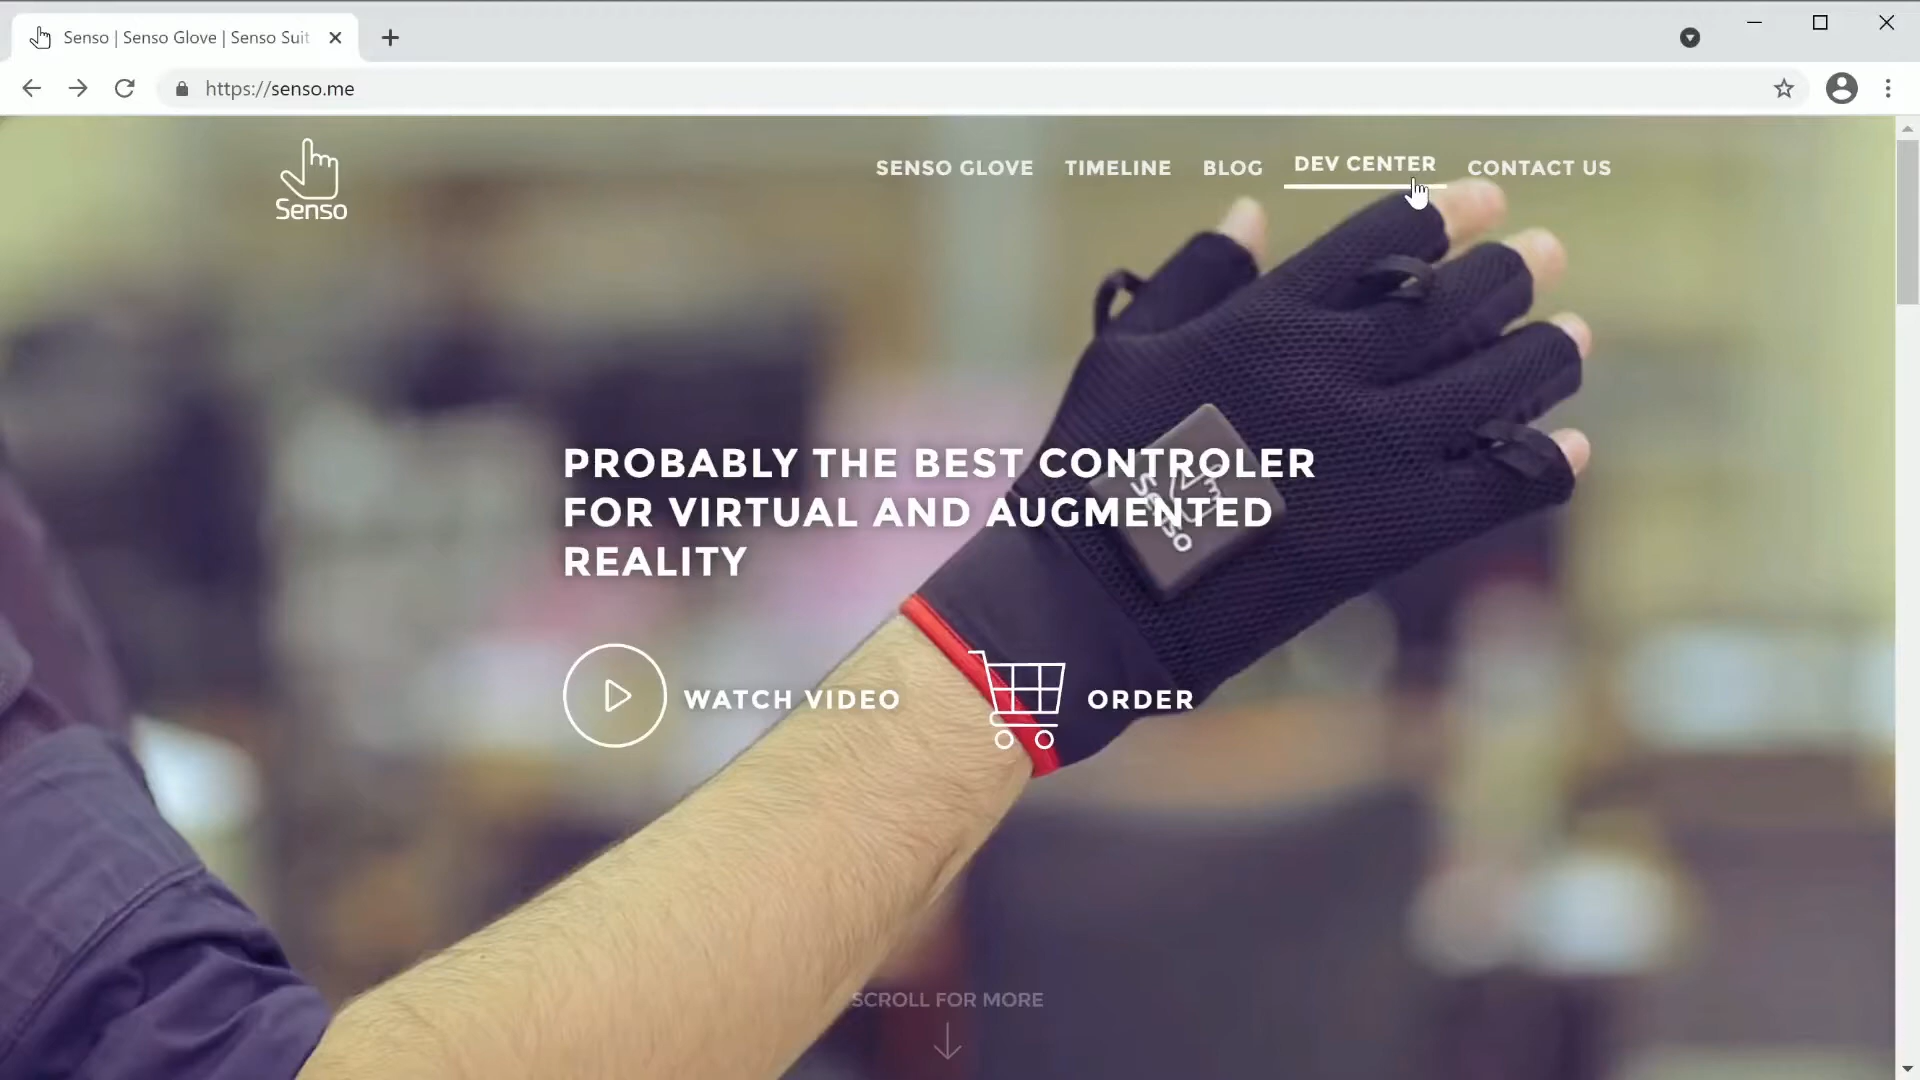 Senso | Senso Glove | Senso Suit
https://senso.me
Senso
SENSO GLOVE
TIMELINE
BLOG
DEV CENTER
CONTACT US
PROBABLY THE BEST CONTROLER
FOR VIRTUAL AND AUGMENTED
REALITY
Senso
WATCH VIDEO
ORDER
SCROLL FOR MORE